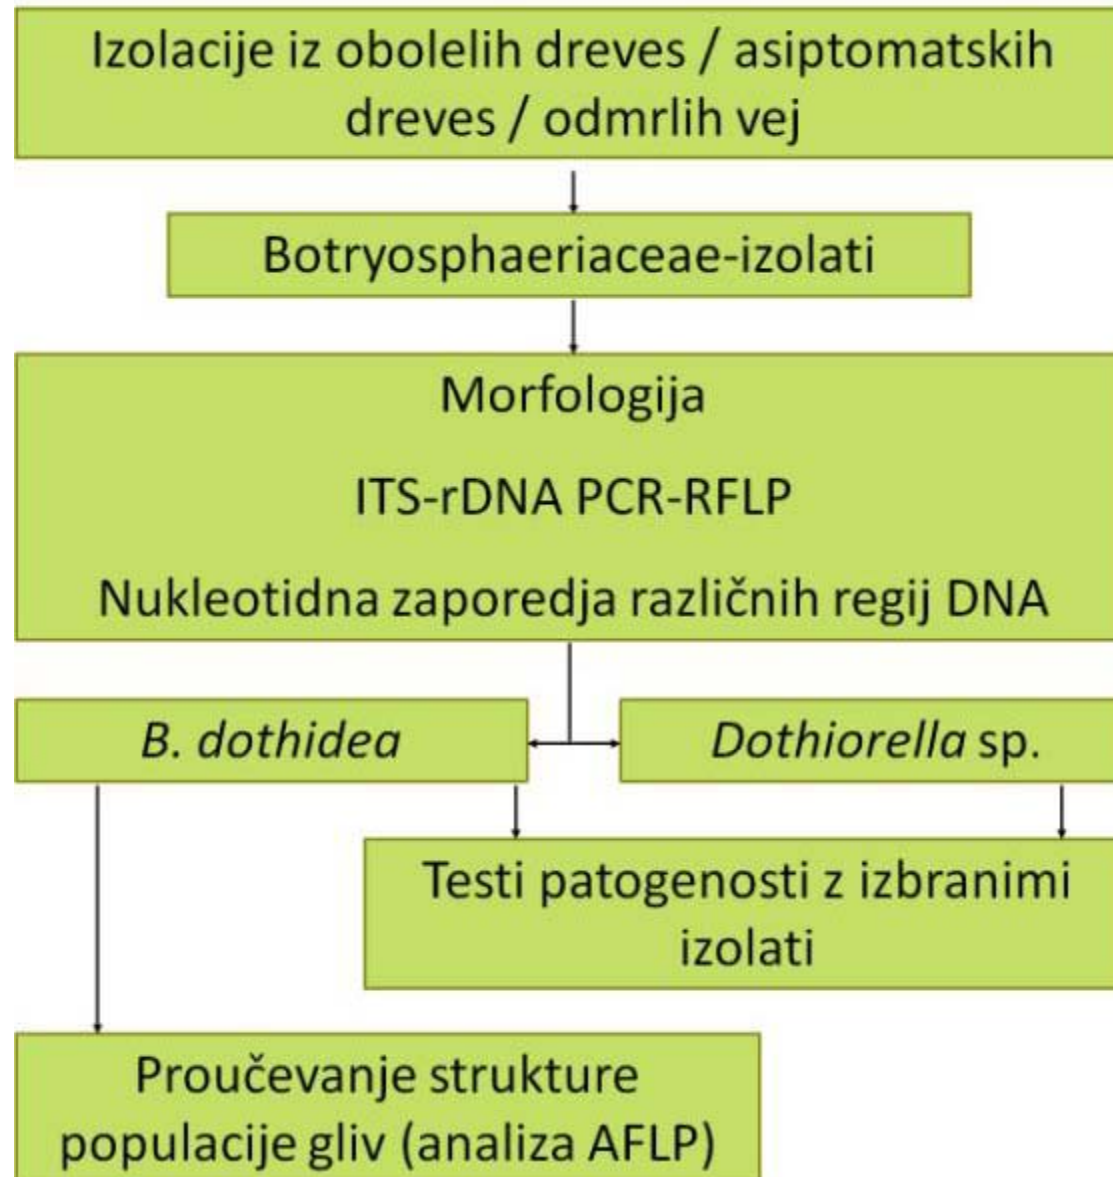 Izolacije iz obolelih dreves / asiptomatskih
dreves / odmrlih vej
Botryosphaeriaceae-izolati
Morfologija
ITS-rDNA PCR-RFLP
Nukleotidna zaporedja različnih regij DNA
B. dothidea
Dothiorella sp.
Testi patogenosti z izbranimi
izolati
Proučevanje strukture
populacije gliv (analiza AFLP)